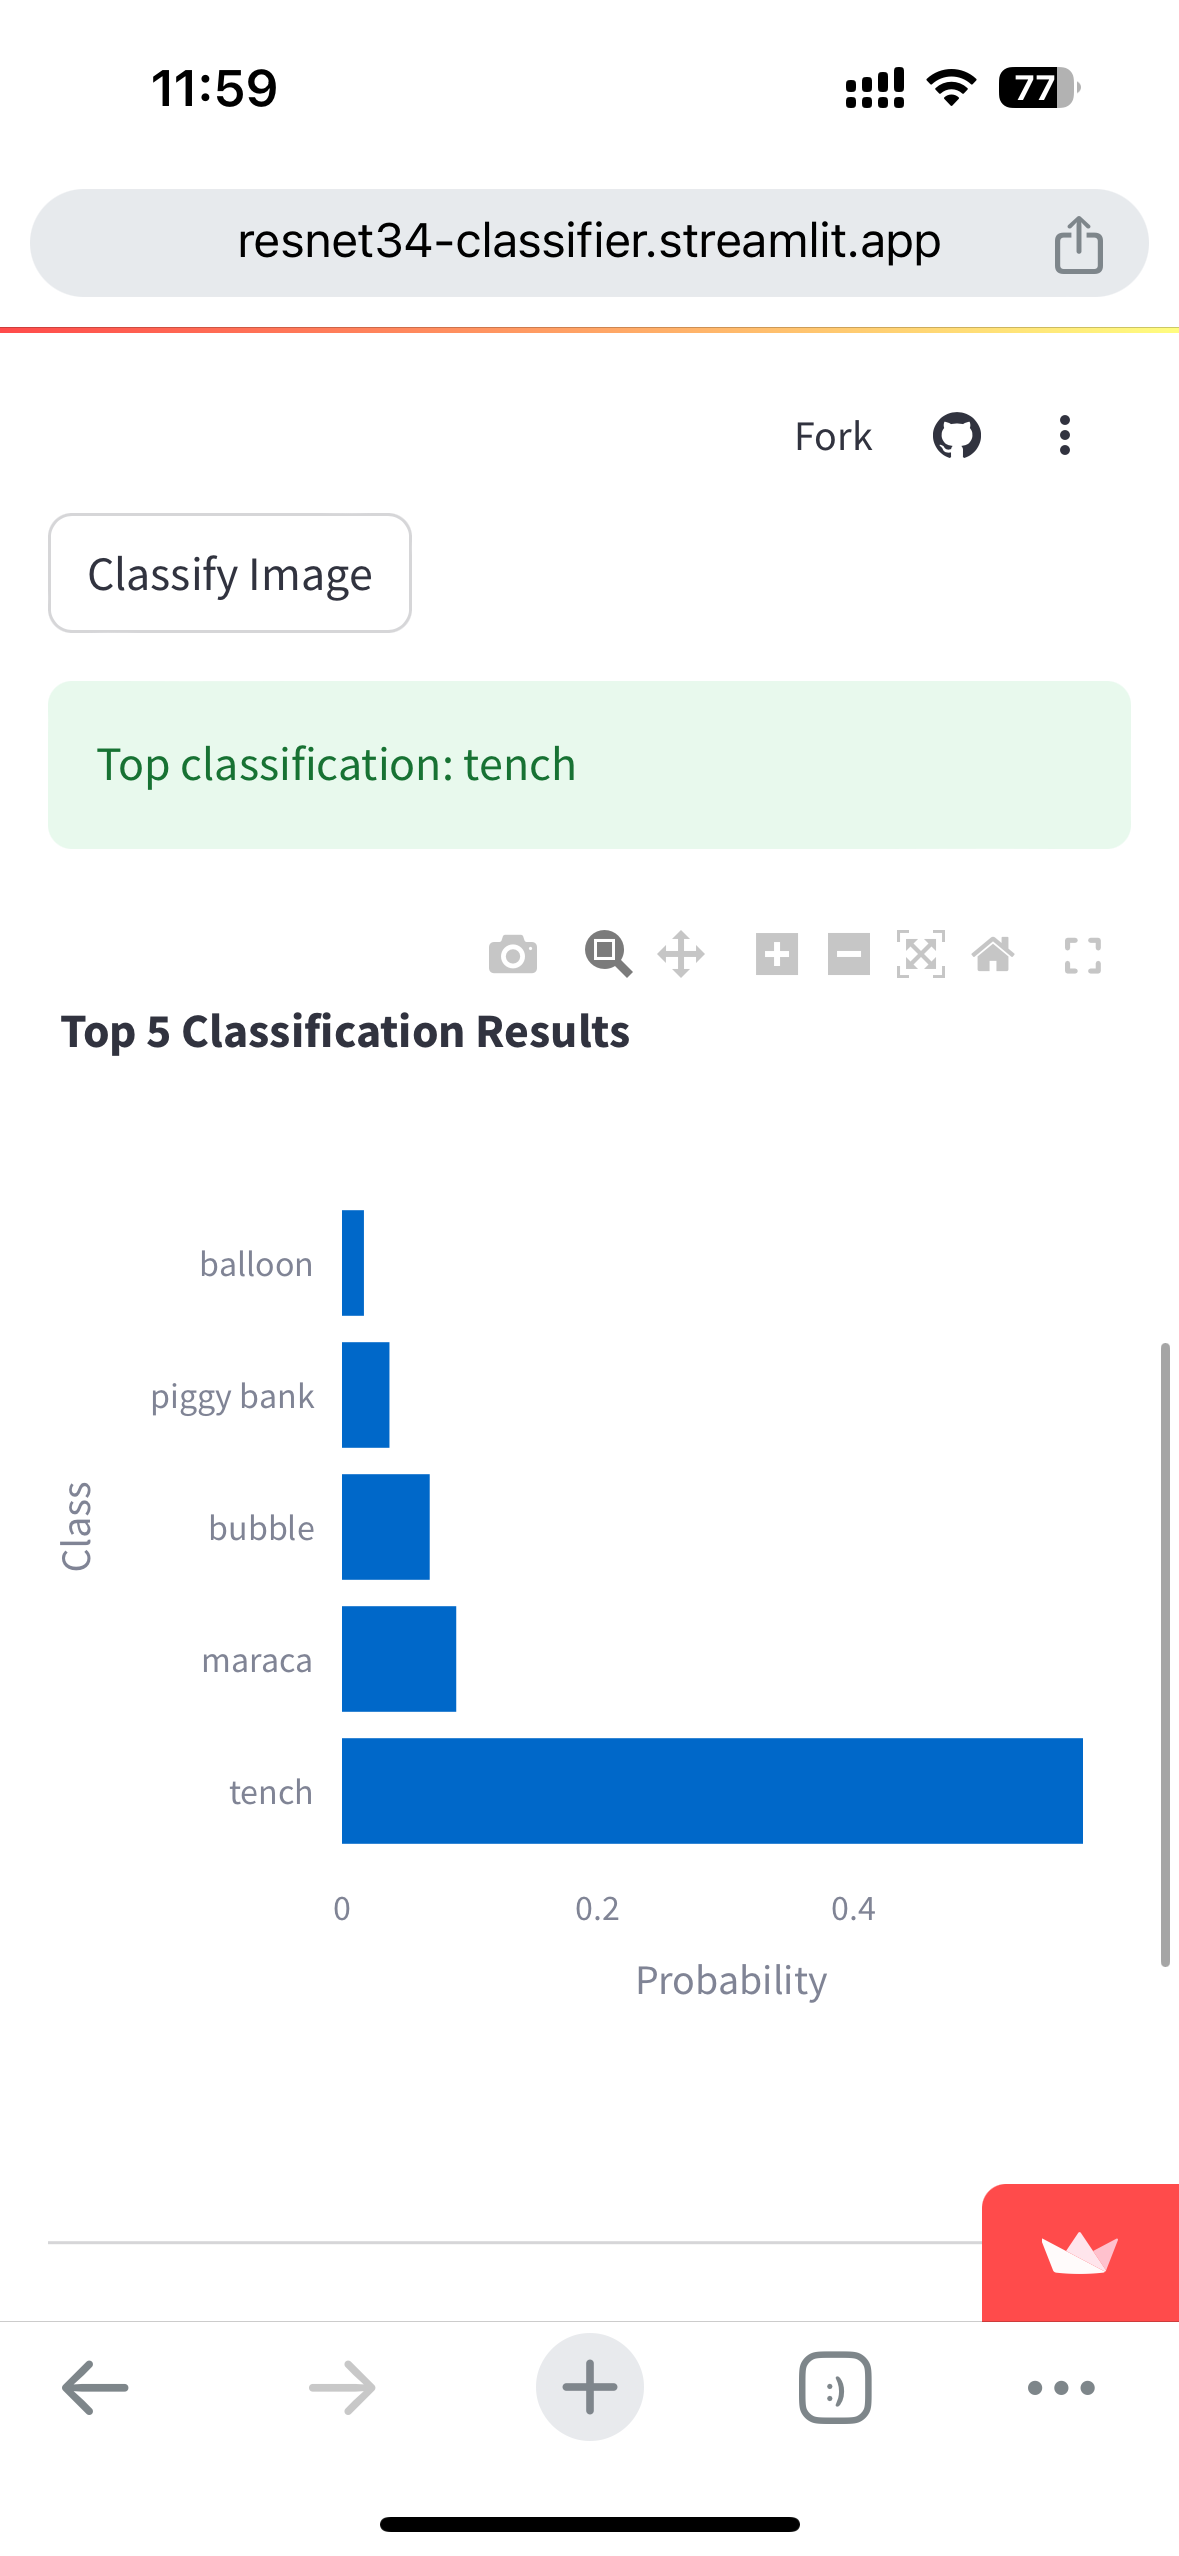 11:59
77
resnet34-classifier.streamlit.app
Fork
Classify Image
Top classification: tench
Top 5 Classification Results
balloon
piggy bank
bubble
maraca
tench
Class
0 0.2 0.4
Probability
:)